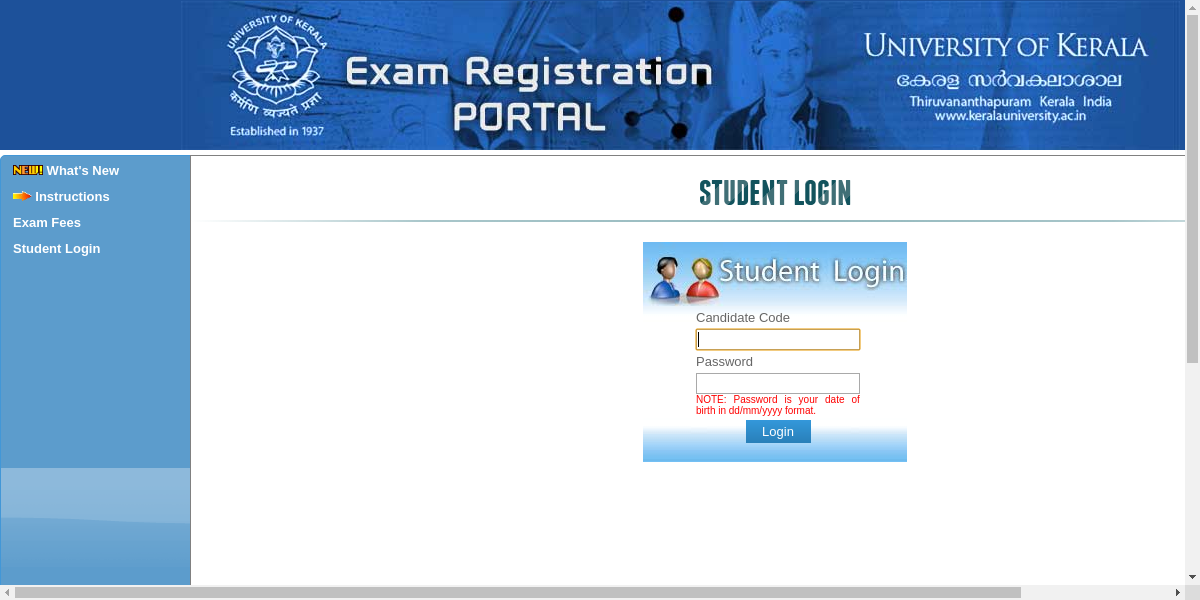 UNIVERSITY OF KERALA
कर्मणि व्यज्यते प्रज्ञा
Established in 1937
Exam Registration
PORTAL
UNIVERSITY OF KERALA
കേരള സർവകലാശാല
Thiruvananthapuram Kerala India
www.keralauniversity.ac.in
NEW! What's New
Instructions
Exam Fees
Student Login
STUDENT LOGIN
Student Login
Candidate Code
Password
NOTE: Password is your date of
birth in dd/mm/yyyy format.
Login